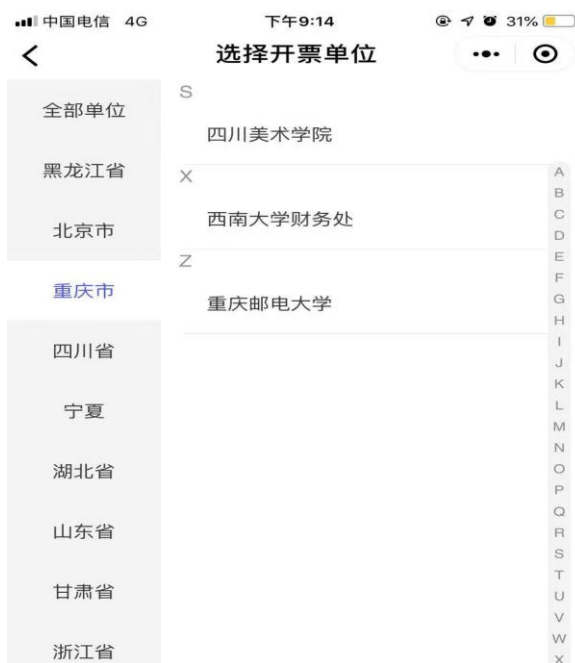 中国电信 4G 下午9:14 31%
选择开票单位
全部单位
黑龙江省
北京市
重庆市
四川省
宁夏
湖北省
山东省
甘肃省
浙江省
S
四川美术学院
X
西南大学财务处
Z
重庆邮电大学
A
B
C
D
E
F
G
H
I
J
K
L
M
N
O
P
Q
R
S
T
U
V
W
X